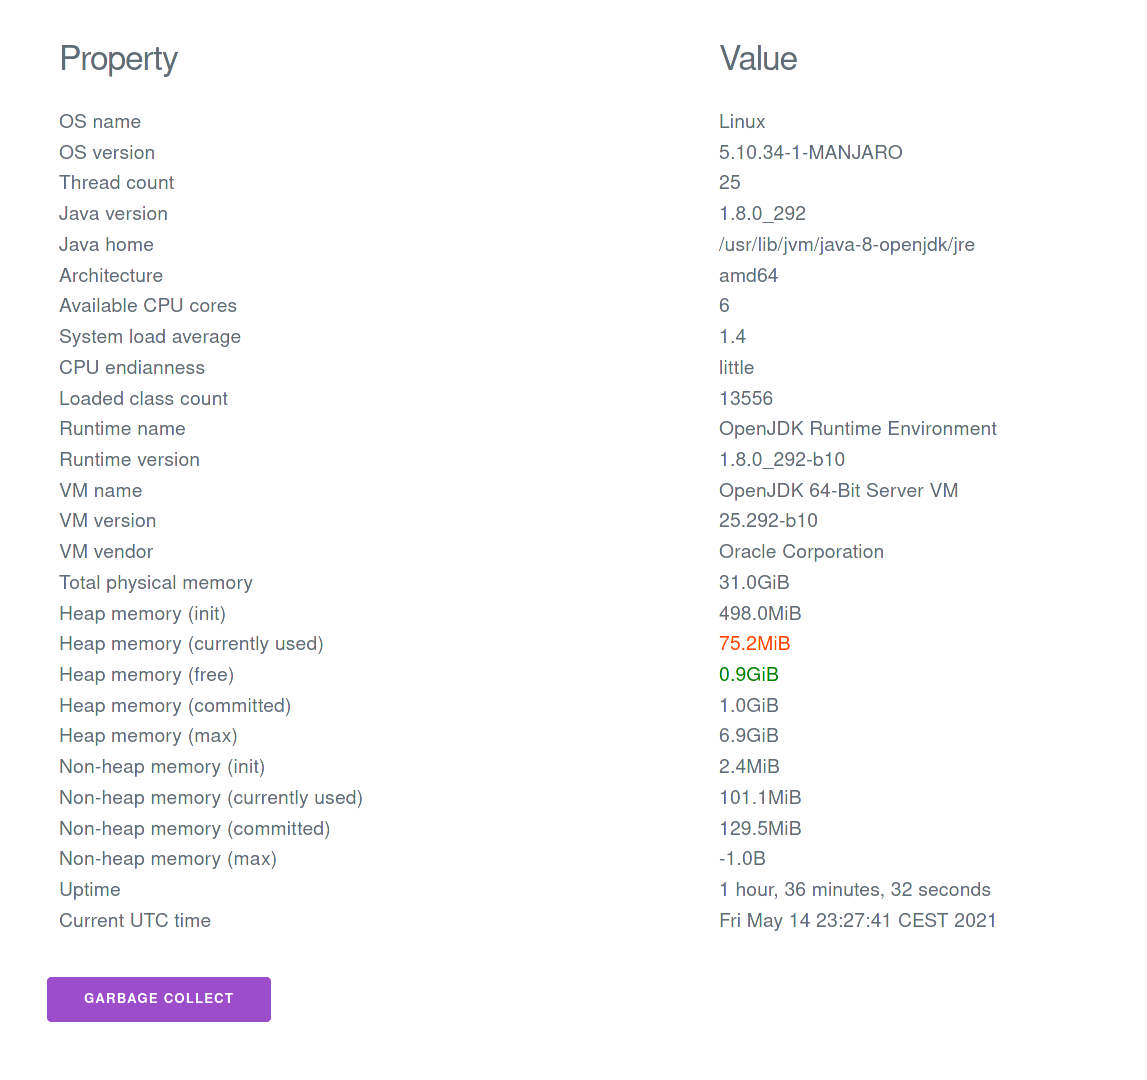 Property Value
OS name Linux
OS version 5.10.34-1-MANJARO
Thread count 25
Java version 1.8.0_292
Java home /usr/lib/jvm/java-8-openjdk/jre
Architecture amd64
Available CPU cores 6
System load average 1.4
CPU endianness little
Loaded class count 13556
Runtime name OpenJDK Runtime Environment
Runtime version 1.8.0_292-b10
VM name OpenJDK 64-Bit Server VM
VM version 25.292-b10
VM vendor Oracle Corporation
Total physical memory 31.0GiB
Heap memory (init) 498.0MiB
Heap memory (currently used) 75.2MiB
Heap memory (free) 0.9GiB
Heap memory (committed) 1.0GiB
Heap memory (max) 6.9GiB
Non-heap memory (init) 2.4MiB
Non-heap memory (currently used) 101.1MiB
Non-heap memory (committed) 129.5MiB
Non-heap memory (max) -1.0B
Uptime 1 hour, 36 minutes, 32 seconds
Current UTC time Fri May 14 23:27:41 CEST 2021
GARBAGE COLLECT